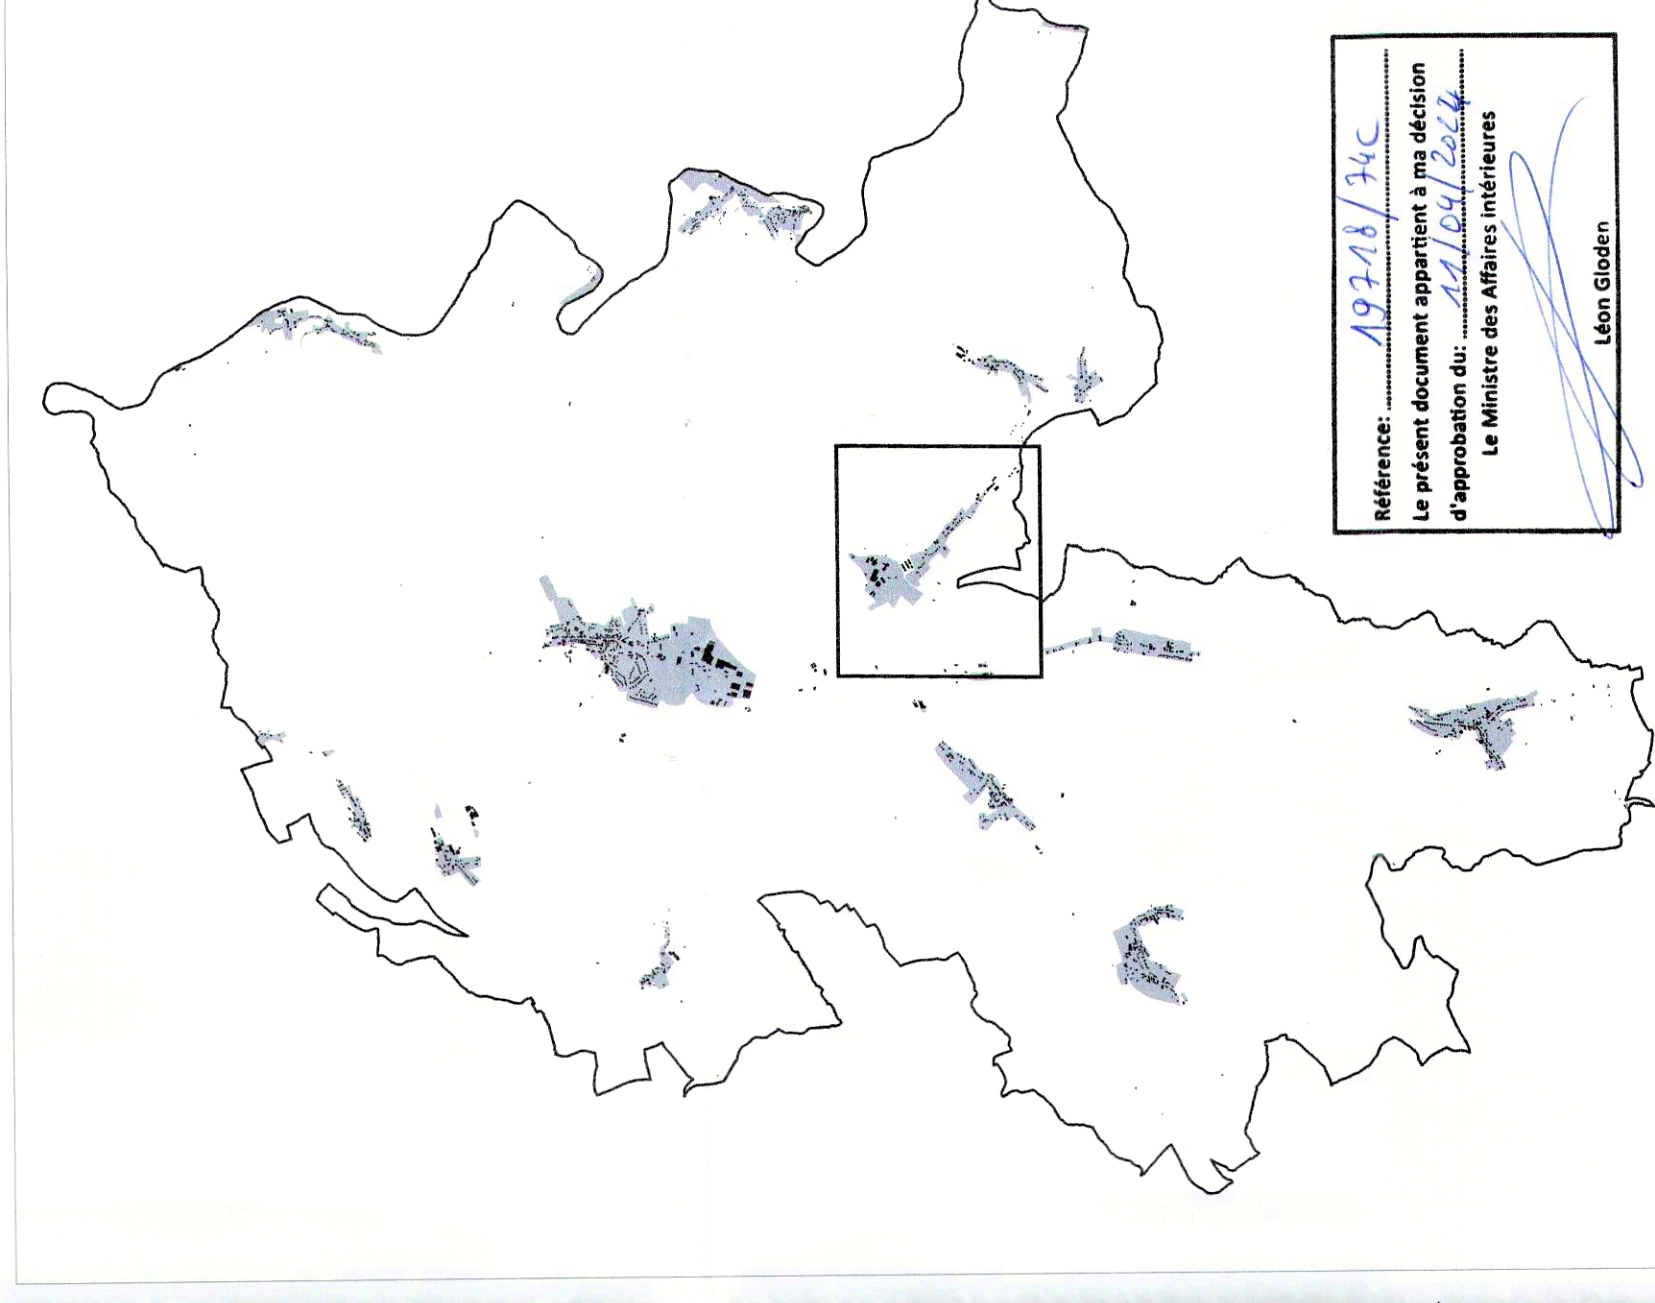 Référence: 19718/74C
Le présent document appartient à ma décision
d'approbation du: 11/04/2024
Le Ministre des Affaires intérieures
Léon Gloden